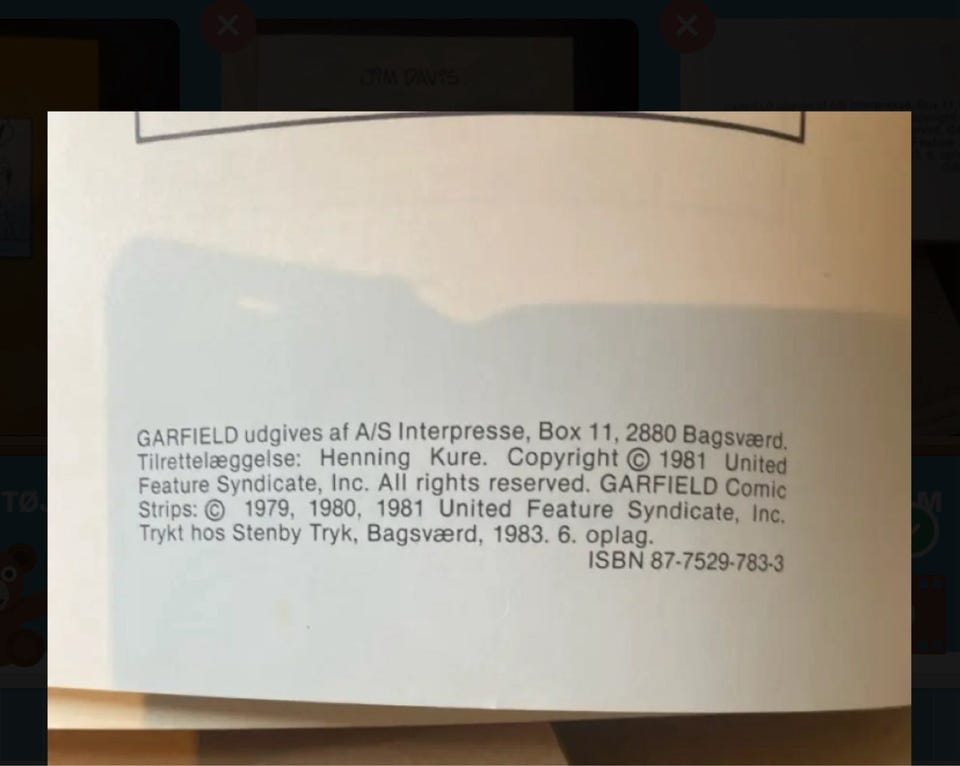 JIM DAVIS
GARFIELD udgives af A/S Interpresse, Box 11, 2880 Bagsværd.
Tilrettelæggelse: Henning Kure. Copyright © 1981 United
Feature Syndicate, Inc. All rights reserved. GARFIELD Comic
Strips: © 1979, 1980, 1981 United Feature Syndicate, Inc.
Trykt hos Stenby Tryk, Bagsværd, 1983. 6. oplag.
ISBN 87-7529-783-3